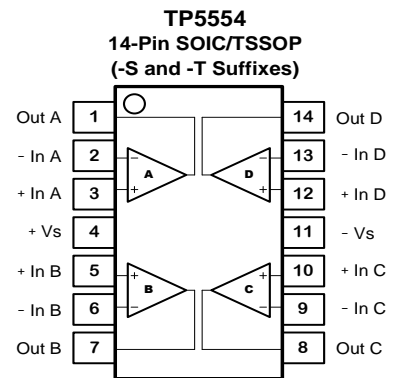 TP5554
14-Pin SOIC/TSSOP
(-S and -T Suffixes)
Out A 1 14 Out D
- In A 2 - - 13 - In D
A D
+ In A 3 + + 12 + In D
+ Vs 4 11 - Vs
+ In B 5 + + 10 + In C
B C
- In B 6 - - 9 - In C
Out B 7 8 Out C